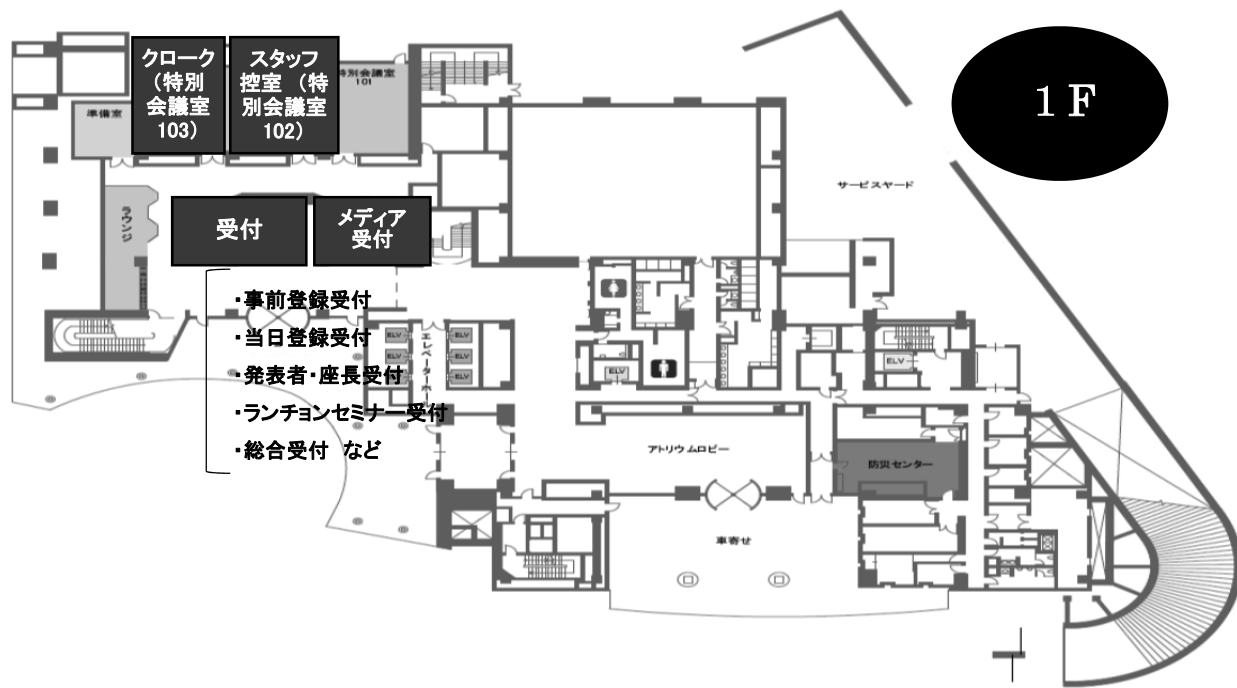 クローク
(特別
会議室
103)
スタッフ
控室 (特
別会議室
102)
特別会議室
101
１Ｆ
準備室
サービスヤード
ラウンジ
受付
メディア
受付
・事前登録受付
・当日登録受付
・発表者・座長受付
・ランチョンセミナー受付
・総合受付 など
ELV
ELV
ELV
ELV
ELV
ELV
エレベーターホール
ELV
ELV
アトリウムロビー
防災センター
車寄せ